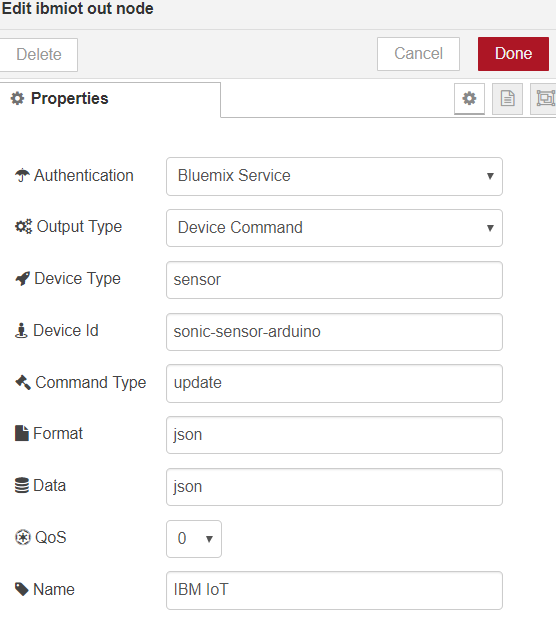 Edit ibmiot out node
Delete
Cancel
Done
Properties
Authentication
Bluemix Service
Output Type
Device Command
Device Type
sensor
Device Id
sonic-sensor-arduino
Command Type
update
Format
json
Data
json
QoS
0
Name
IBM IoT